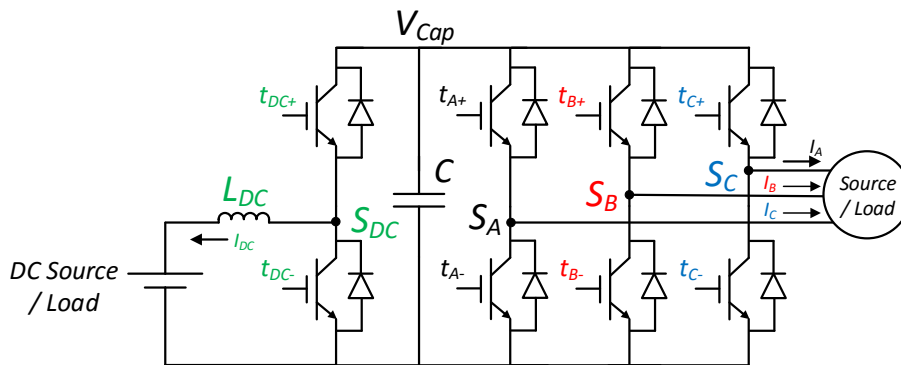 V_Cap
t_DC+
t_A+
t_B+
t_C+
I_A
L_DC
C
S_C
I_B
Source
S_DC
S_A
S_B
I_C
/ Load
I_DC
DC Source
/ Load
t_DC-
t_A-
t_B-
t_C-